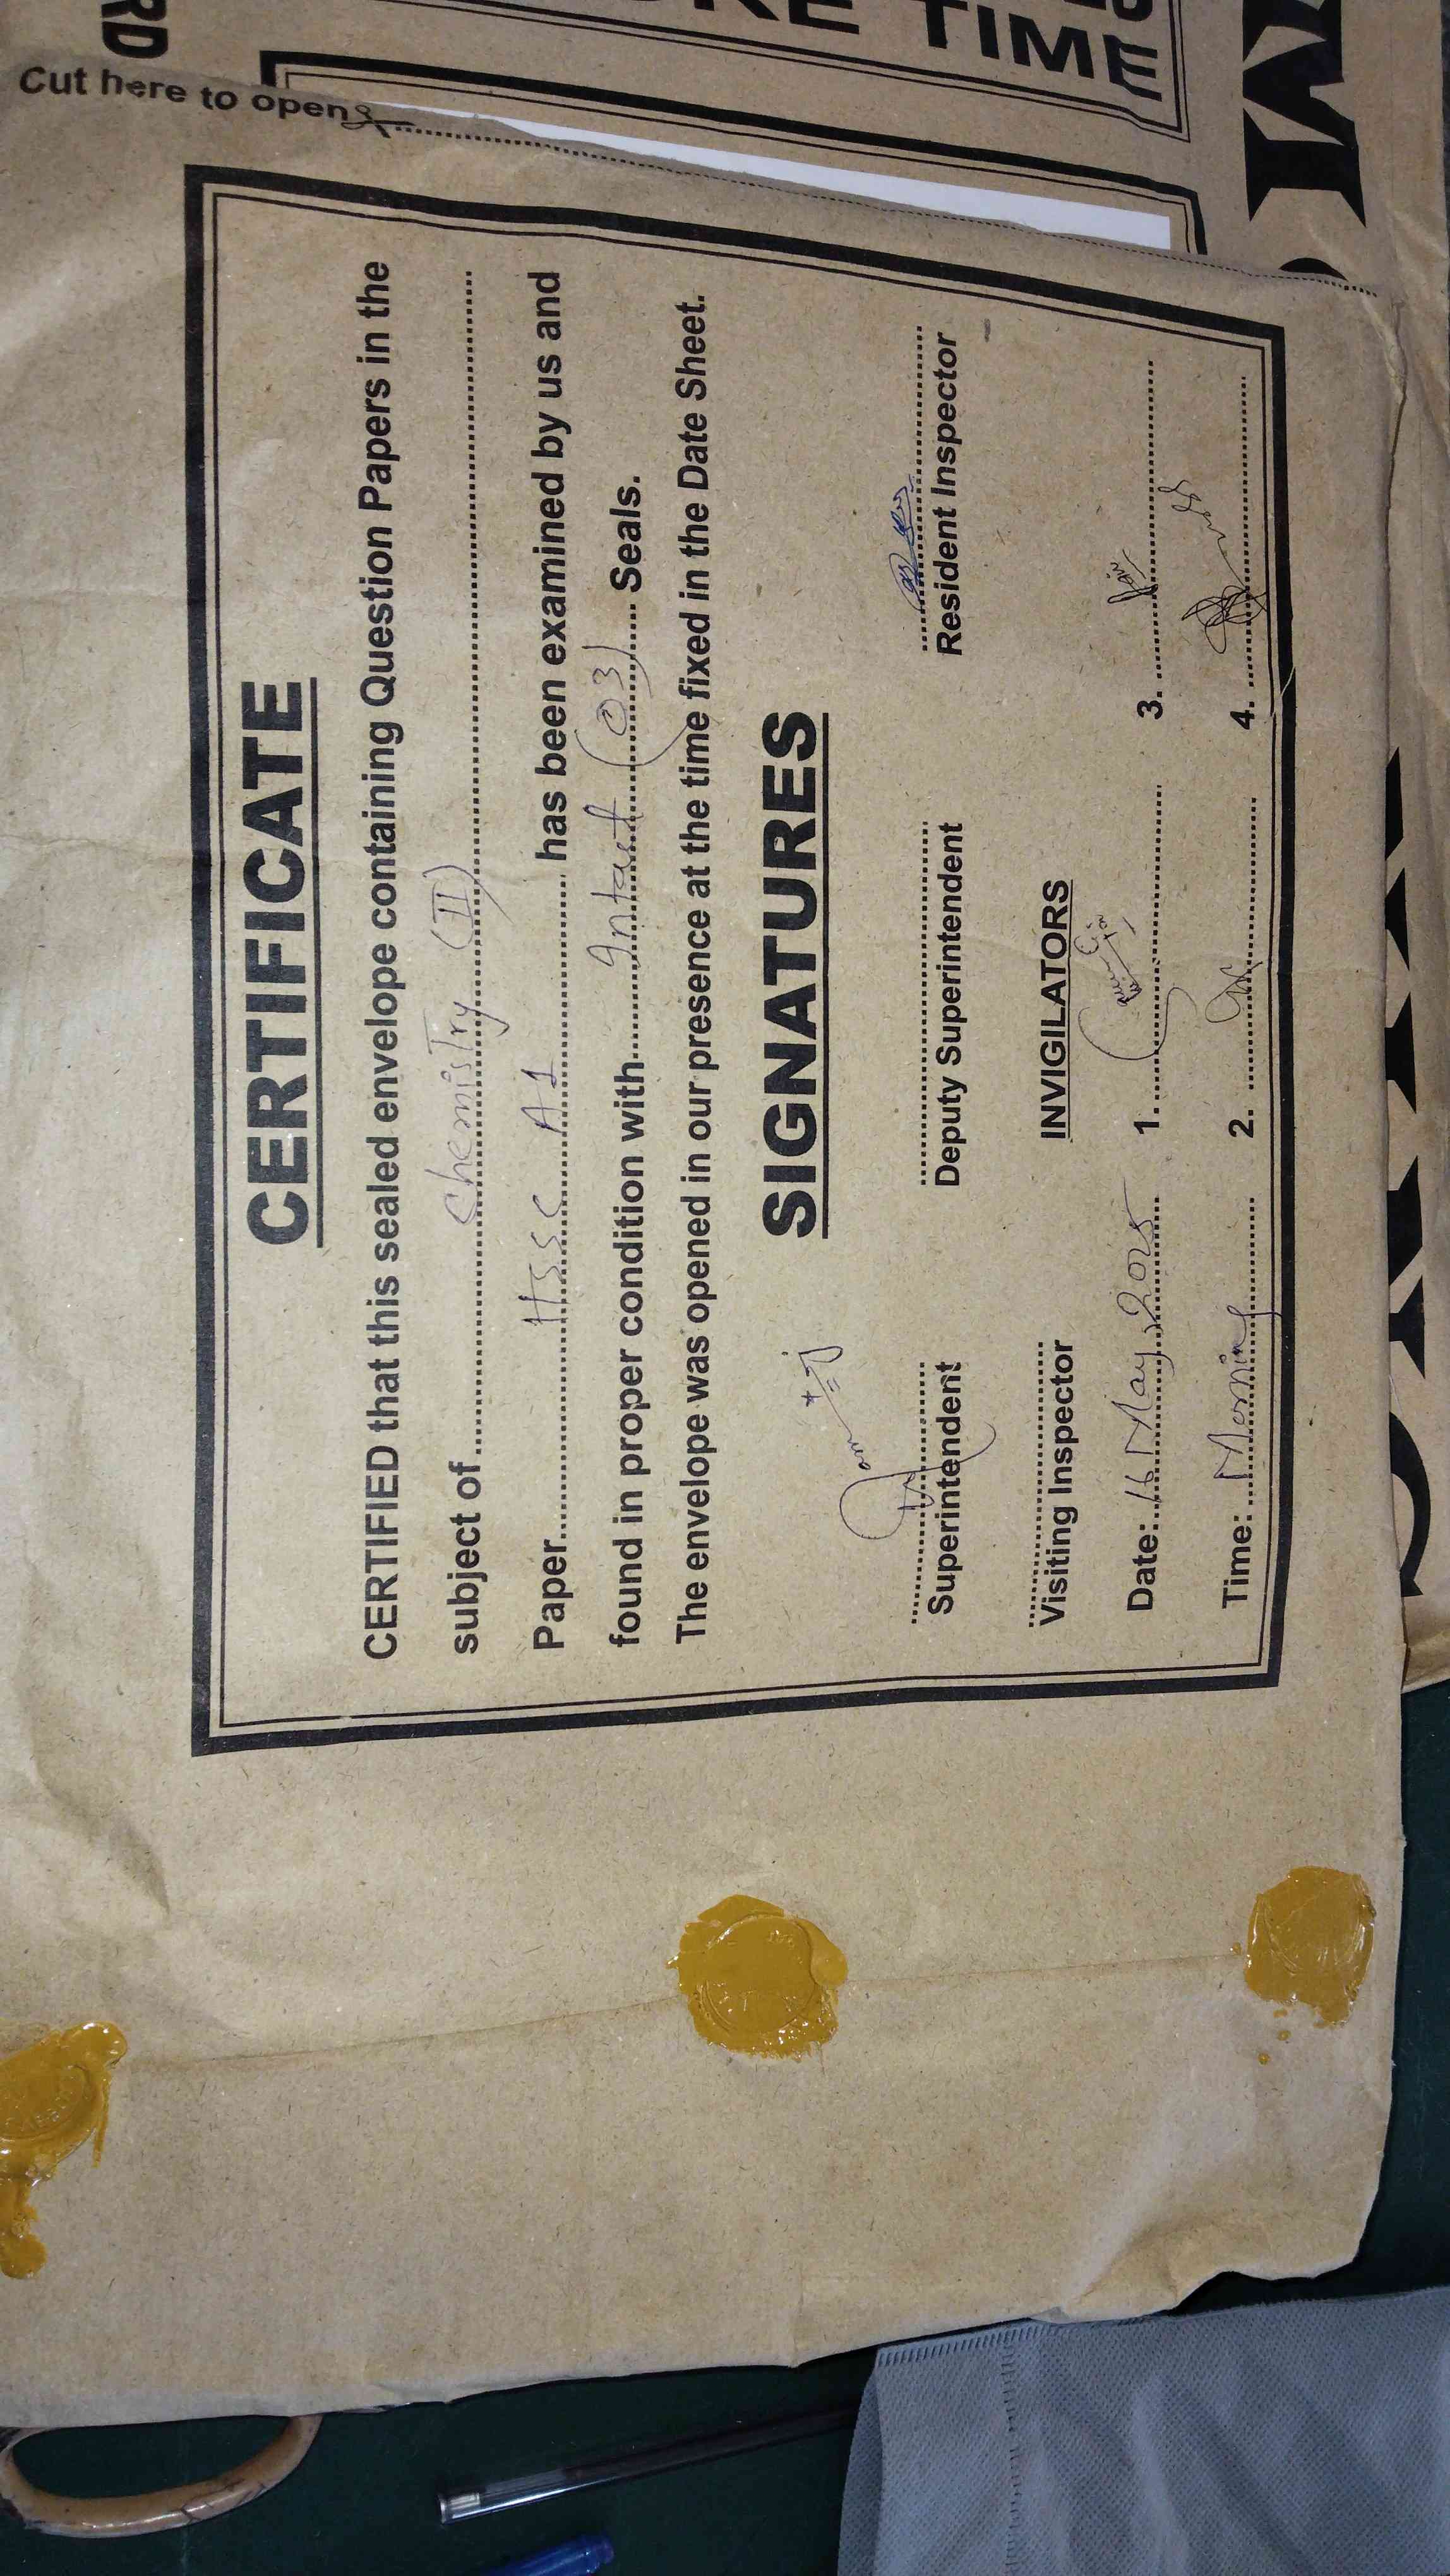 Cut here to open
CERTIFICATE
CERTIFIED that this sealed envelope containing Question Papers in the
subject of chemistry (II)
Paper HSSC A1 has been examined by us and
found in proper condition with Intact (03) Seals.
The envelope was opened in our presence at the time fixed in the Date Sheet.
SIGNATURES
Superintendent Deputy Superintendent Resident Inspector
Visiting Inspector INVIGILATORS
Date: 16 May, 2025 1. 3.
Time: Morning 2. 4.
TIME